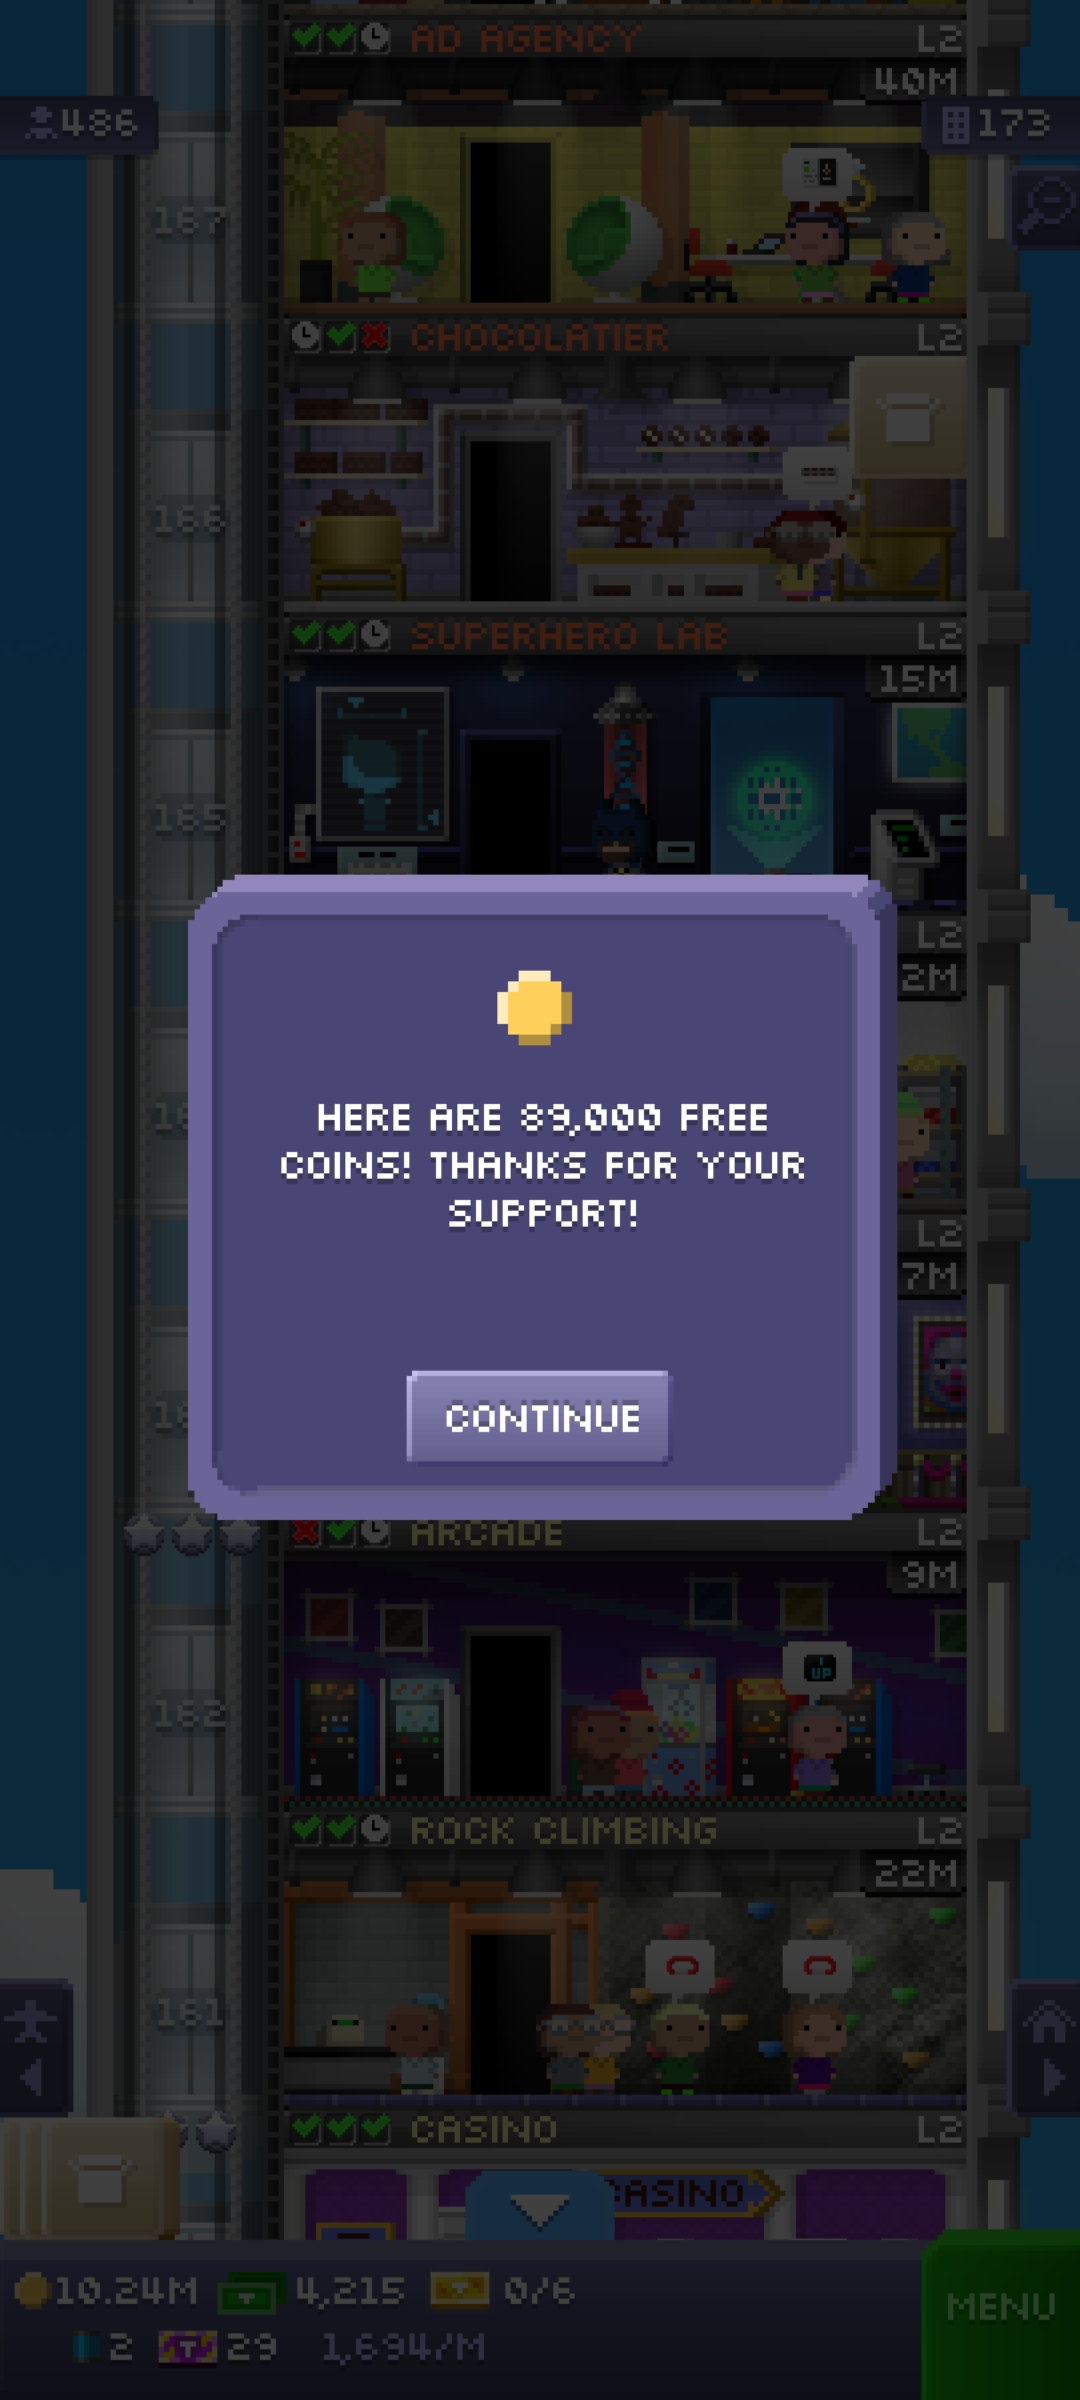 AD AGENCY L2
40M
486
173
167
CHOCOLATIER L2
166
SUPERHERO LAB L2
15M
165
L2
2M
HERE ARE 89,000 FREE
COINS! THANKS FOR YOUR
SUPPORT!
L2
7M
CONTINUE
ARCADE L2
9M
UP
162
ROCK CLIMBING L2
22M
161
CASINO L2
CASINO
10.24M 4,215 0/6
2 29 1,694/M
MENU